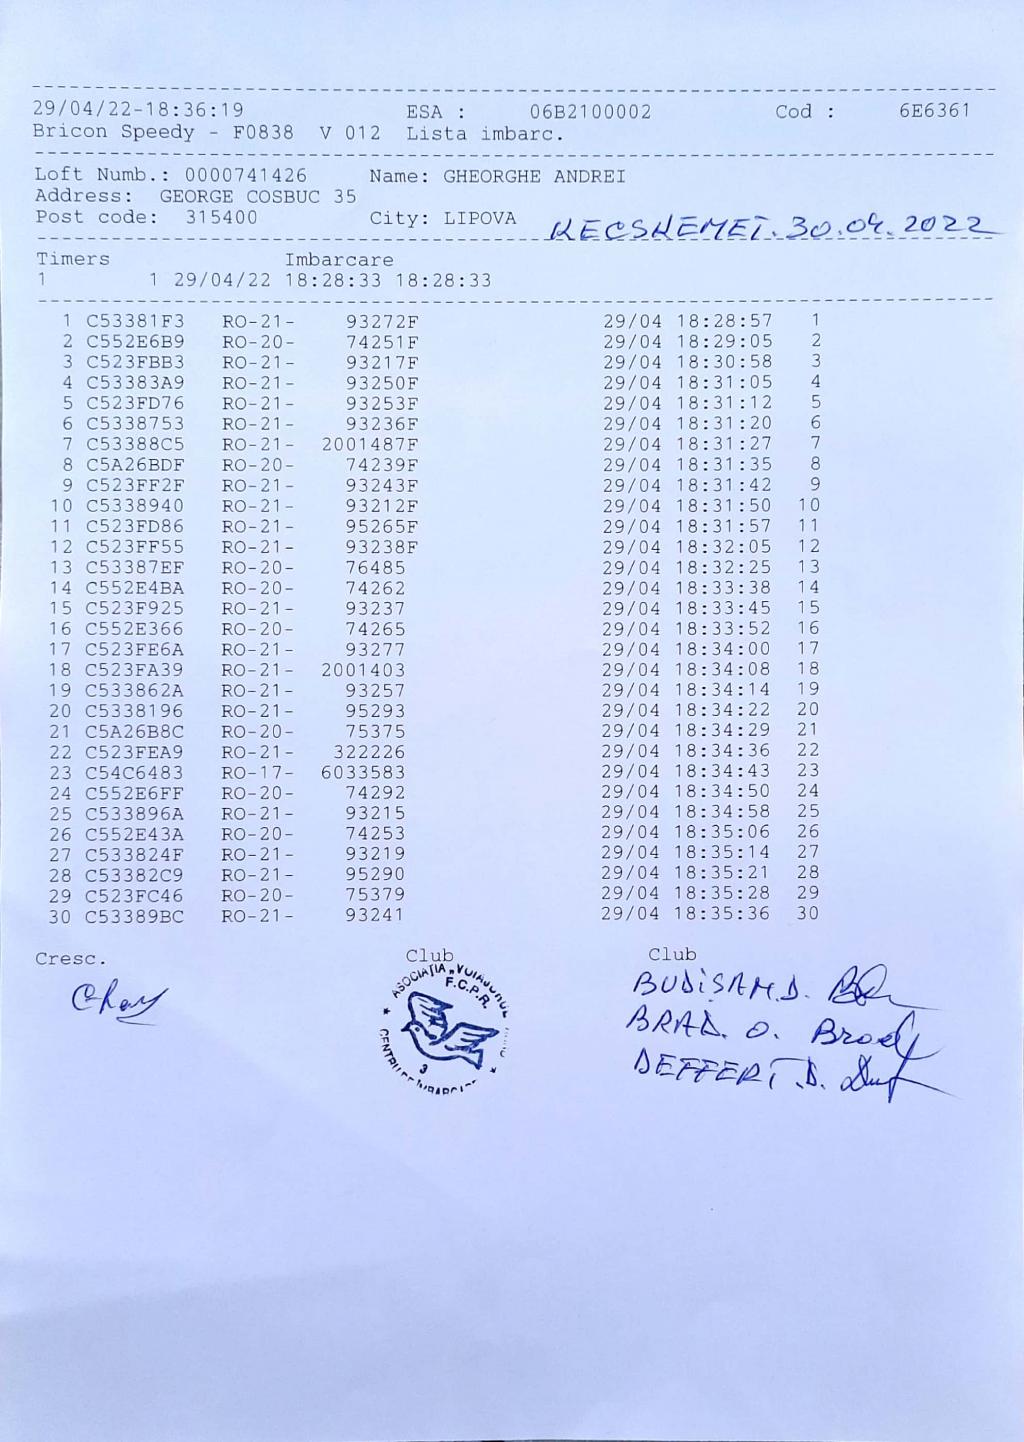 29/04/22-18:36:19 ESA : 06B2100002 Cod : 6E6361
Bricon Speedy - F0838 V 012 Lista imbarc.
Loft Numb.: 0000741426 Name: GHEORGHE ANDREI
Address: GEORGE COSBUC 35
Post code: 315400 City: LIPOVA
KECSKEMET. 30.04.2022
Timers Imbarcare
1 1 29/04/22 18:28:33 18:28:33
1 C53381F3 RO-21- 93272F 29/04 18:28:57 1
2 C552E6B9 RO-20- 74251F 29/04 18:29:05 2
3 C523FBB3 RO-21- 93217F 29/04 18:30:58 3
4 C53383A9 RO-21- 93250F 29/04 18:31:05 4
5 C523FD76 RO-21- 93253F 29/04 18:31:12 5
6 C5338753 RO-21- 93236F 29/04 18:31:20 6
7 C53388C5 RO-21- 2001487F 29/04 18:31:27 7
8 C5A26BDF RO-20- 74239F 29/04 18:31:35 8
9 C523FF2F RO-21- 93243F 29/04 18:31:42 9
10 C5338940 RO-21- 93212F 29/04 18:31:50 10
11 C523FD86 RO-21- 95265F 29/04 18:31:57 11
12 C523FF55 RO-21- 93238F 29/04 18:32:05 12
13 C53387EF RO-20- 76485 29/04 18:32:25 13
14 C552E4BA RO-20- 74262 29/04 18:33:38 14
15 C523F925 RO-21- 93237 29/04 18:33:45 15
16 C552E366 RO-20- 74265 29/04 18:33:52 16
17 C523FE6A RO-21- 93277 29/04 18:34:00 17
18 C523FA39 RO-21- 2001403 29/04 18:34:08 18
19 C533862A RO-21- 93257 29/04 18:34:14 19
20 C5338196 RO-21- 95293 29/04 18:34:22 20
21 C5A26B8C RO-20- 75375 29/04 18:34:29 21
22 C523FEA9 RO-21- 322226 29/04 18:34:36 22
23 C54C6483 RO-17- 6033583 29/04 18:34:43 23
24 C552E6FF RO-20- 74292 29/04 18:34:50 24
25 C533896A RO-21- 93215 29/04 18:34:58 25
26 C552E43A RO-20- 74253 29/04 18:35:06 26
27 C533824F RO-21- 93219 29/04 18:35:14 27
28 C53382C9 RO-21- 95290 29/04 18:35:21 28
29 C523FC46 RO-20- 75379 29/04 18:35:28 29
30 C53389BC RO-21- 93241 29/04 18:35:36 30
Cresc. Club Club
ASOCIAȚIA
F.C.P.R.
3
BUDISAN.D.
BRAD. O. Brad
DEFFERT.D.